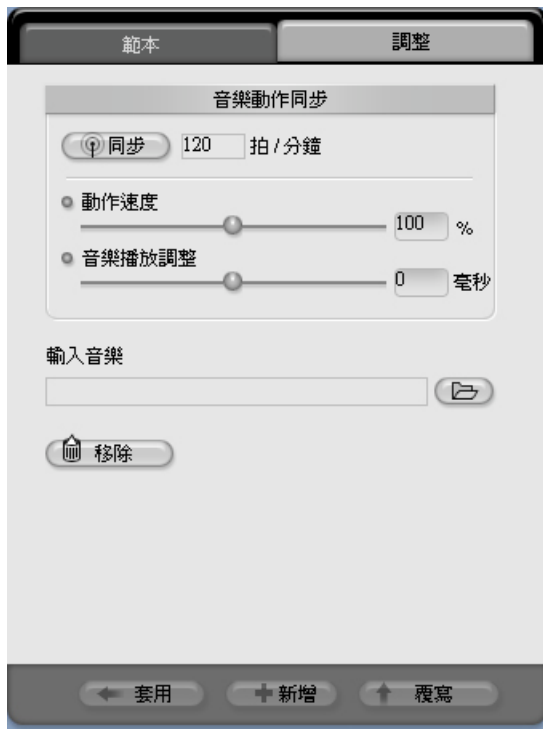 範本
調整
音樂動作同步
同步 120 拍/分鐘
動作速度
100 %
音樂播放調整
0 毫秒
輸入音樂
移除
套用 新增 覆寫